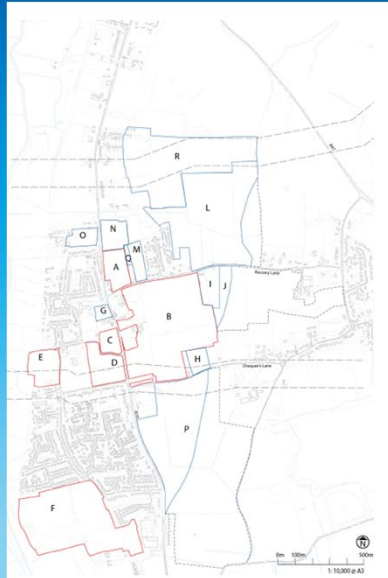 R
L
O
N
M
Q
A
Rectory Lane
I
J
G
B
C
E
D
H
Chequer's Lane
P
F
N
0m 100m 500m
1:10,000 @ A3